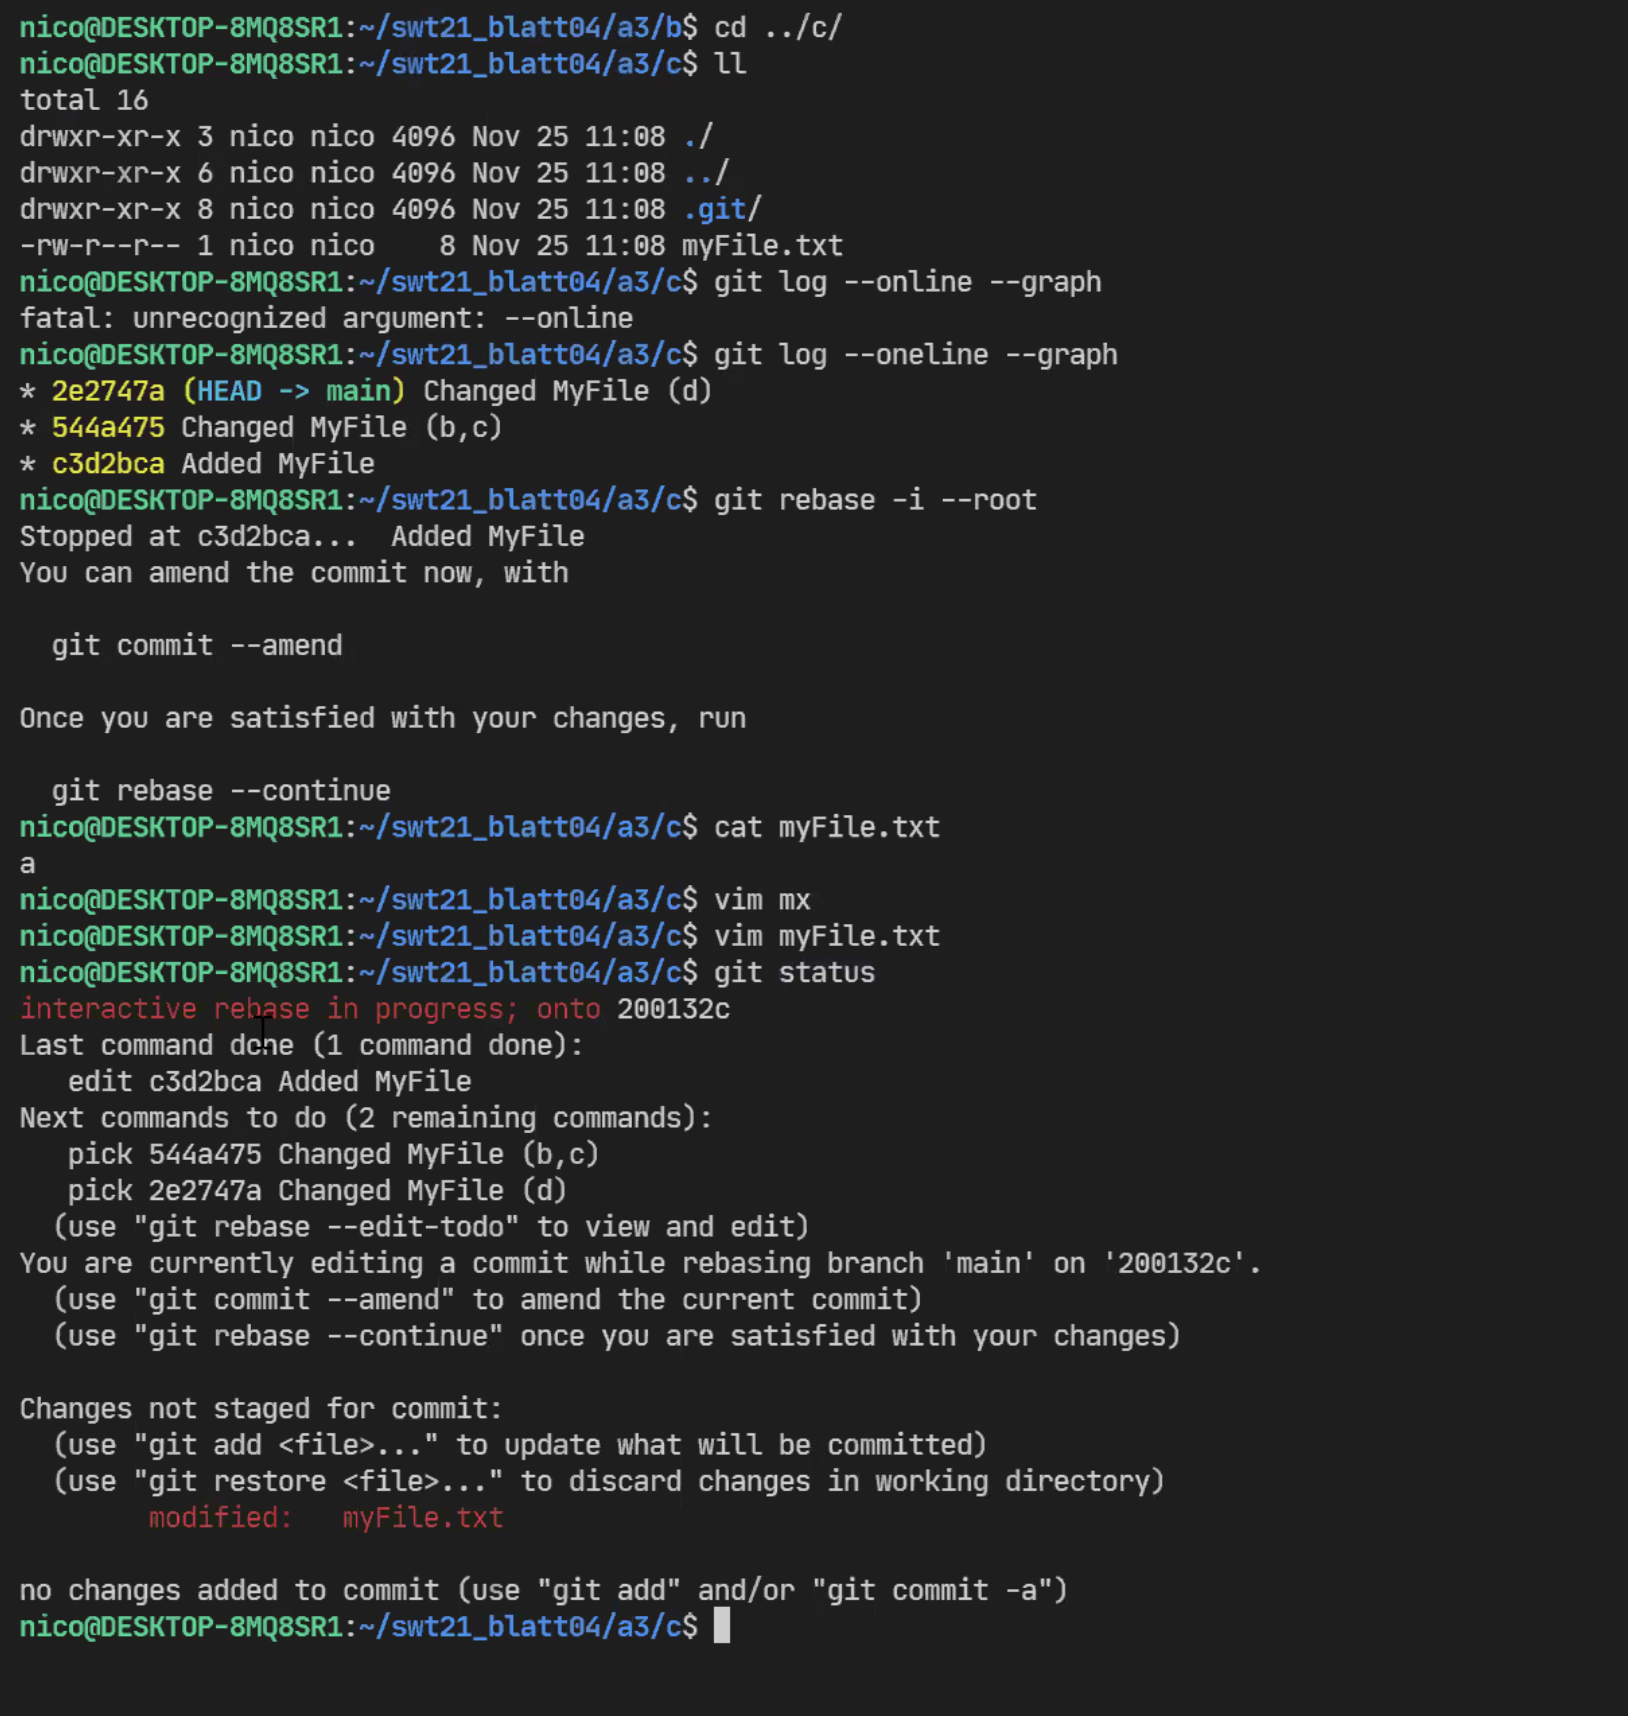 nico@DESKTOP-8MQ8SR1:~/swt21_blatt04/a3/b$ cd ../c/
nico@DESKTOP-8MQ8SR1:~/swt21_blatt04/a3/c$ ll
total 16
drwxr-xr-x 3 nico nico 4096 Nov 25 11:08 ./
drwxr-xr-x 6 nico nico 4096 Nov 25 11:08 ../
drwxr-xr-x 8 nico nico 4096 Nov 25 11:08 .git/
-rw-r--r-- 1 nico nico    8 Nov 25 11:08 myFile.txt
nico@DESKTOP-8MQ8SR1:~/swt21_blatt04/a3/c$ git log --online --graph
fatal: unrecognized argument: --online
nico@DESKTOP-8MQ8SR1:~/swt21_blatt04/a3/c$ git log --oneline --graph
* 2e2747a (HEAD -> main) Changed MyFile (d)
* 544a475 Changed MyFile (b,c)
* c3d2bca Added MyFile
nico@DESKTOP-8MQ8SR1:~/swt21_blatt04/a3/c$ git rebase -i --root
Stopped at c3d2bca...  Added MyFile
You can amend the commit now, with

  git commit --amend

Once you are satisfied with your changes, run

  git rebase --continue
nico@DESKTOP-8MQ8SR1:~/swt21_blatt04/a3/c$ cat myFile.txt
a
nico@DESKTOP-8MQ8SR1:~/swt21_blatt04/a3/c$ vim mx
nico@DESKTOP-8MQ8SR1:~/swt21_blatt04/a3/c$ vim myFile.txt
nico@DESKTOP-8MQ8SR1:~/swt21_blatt04/a3/c$ git status
interactive rebase in progress; onto 200132c
Last command done (1 command done):
   edit c3d2bca Added MyFile
Next commands to do (2 remaining commands):
   pick 544a475 Changed MyFile (b,c)
   pick 2e2747a Changed MyFile (d)
  (use "git rebase --edit-todo" to view and edit)
You are currently editing a commit while rebasing branch 'main' on '200132c'.
  (use "git commit --amend" to amend the current commit)
  (use "git rebase --continue" once you are satisfied with your changes)

Changes not staged for commit:
  (use "git add <file>..." to update what will be committed)
  (use "git restore <file>..." to discard changes in working directory)
        modified:   myFile.txt

no changes added to commit (use "git add" and/or "git commit -a")
nico@DESKTOP-8MQ8SR1:~/swt21_blatt04/a3/c$